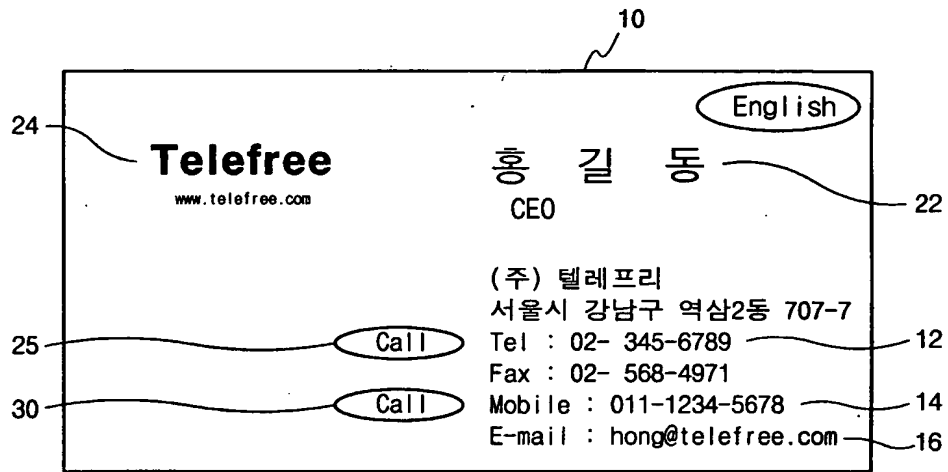 10
English
24
Telefree
www.telefree.com
홍 길 동
CEO
22
(주) 텔레프리
서울시 강남구 역삼2동 707-7
25
Call
Tel : 02- 345-6789
12
Fax : 02- 568-4971
30
Call
Mobile : 011-1234-5678
14
E-mail : hong@telefree.com
16